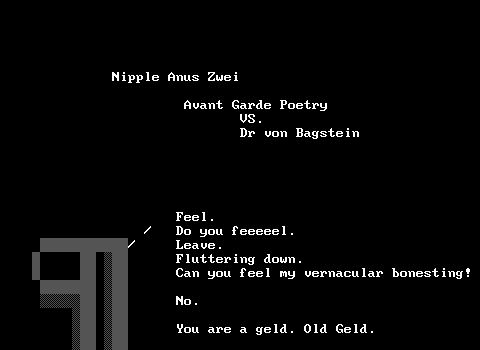 Nipple Anus Zwei
Avant Garde Poetry
VS.
Dr von Bagstein
Feel.
Do you feeeeel.
Leave.
Fluttering down.
Can you feel my vernacular bonesting!
No.
You are a geld. Old Geld.